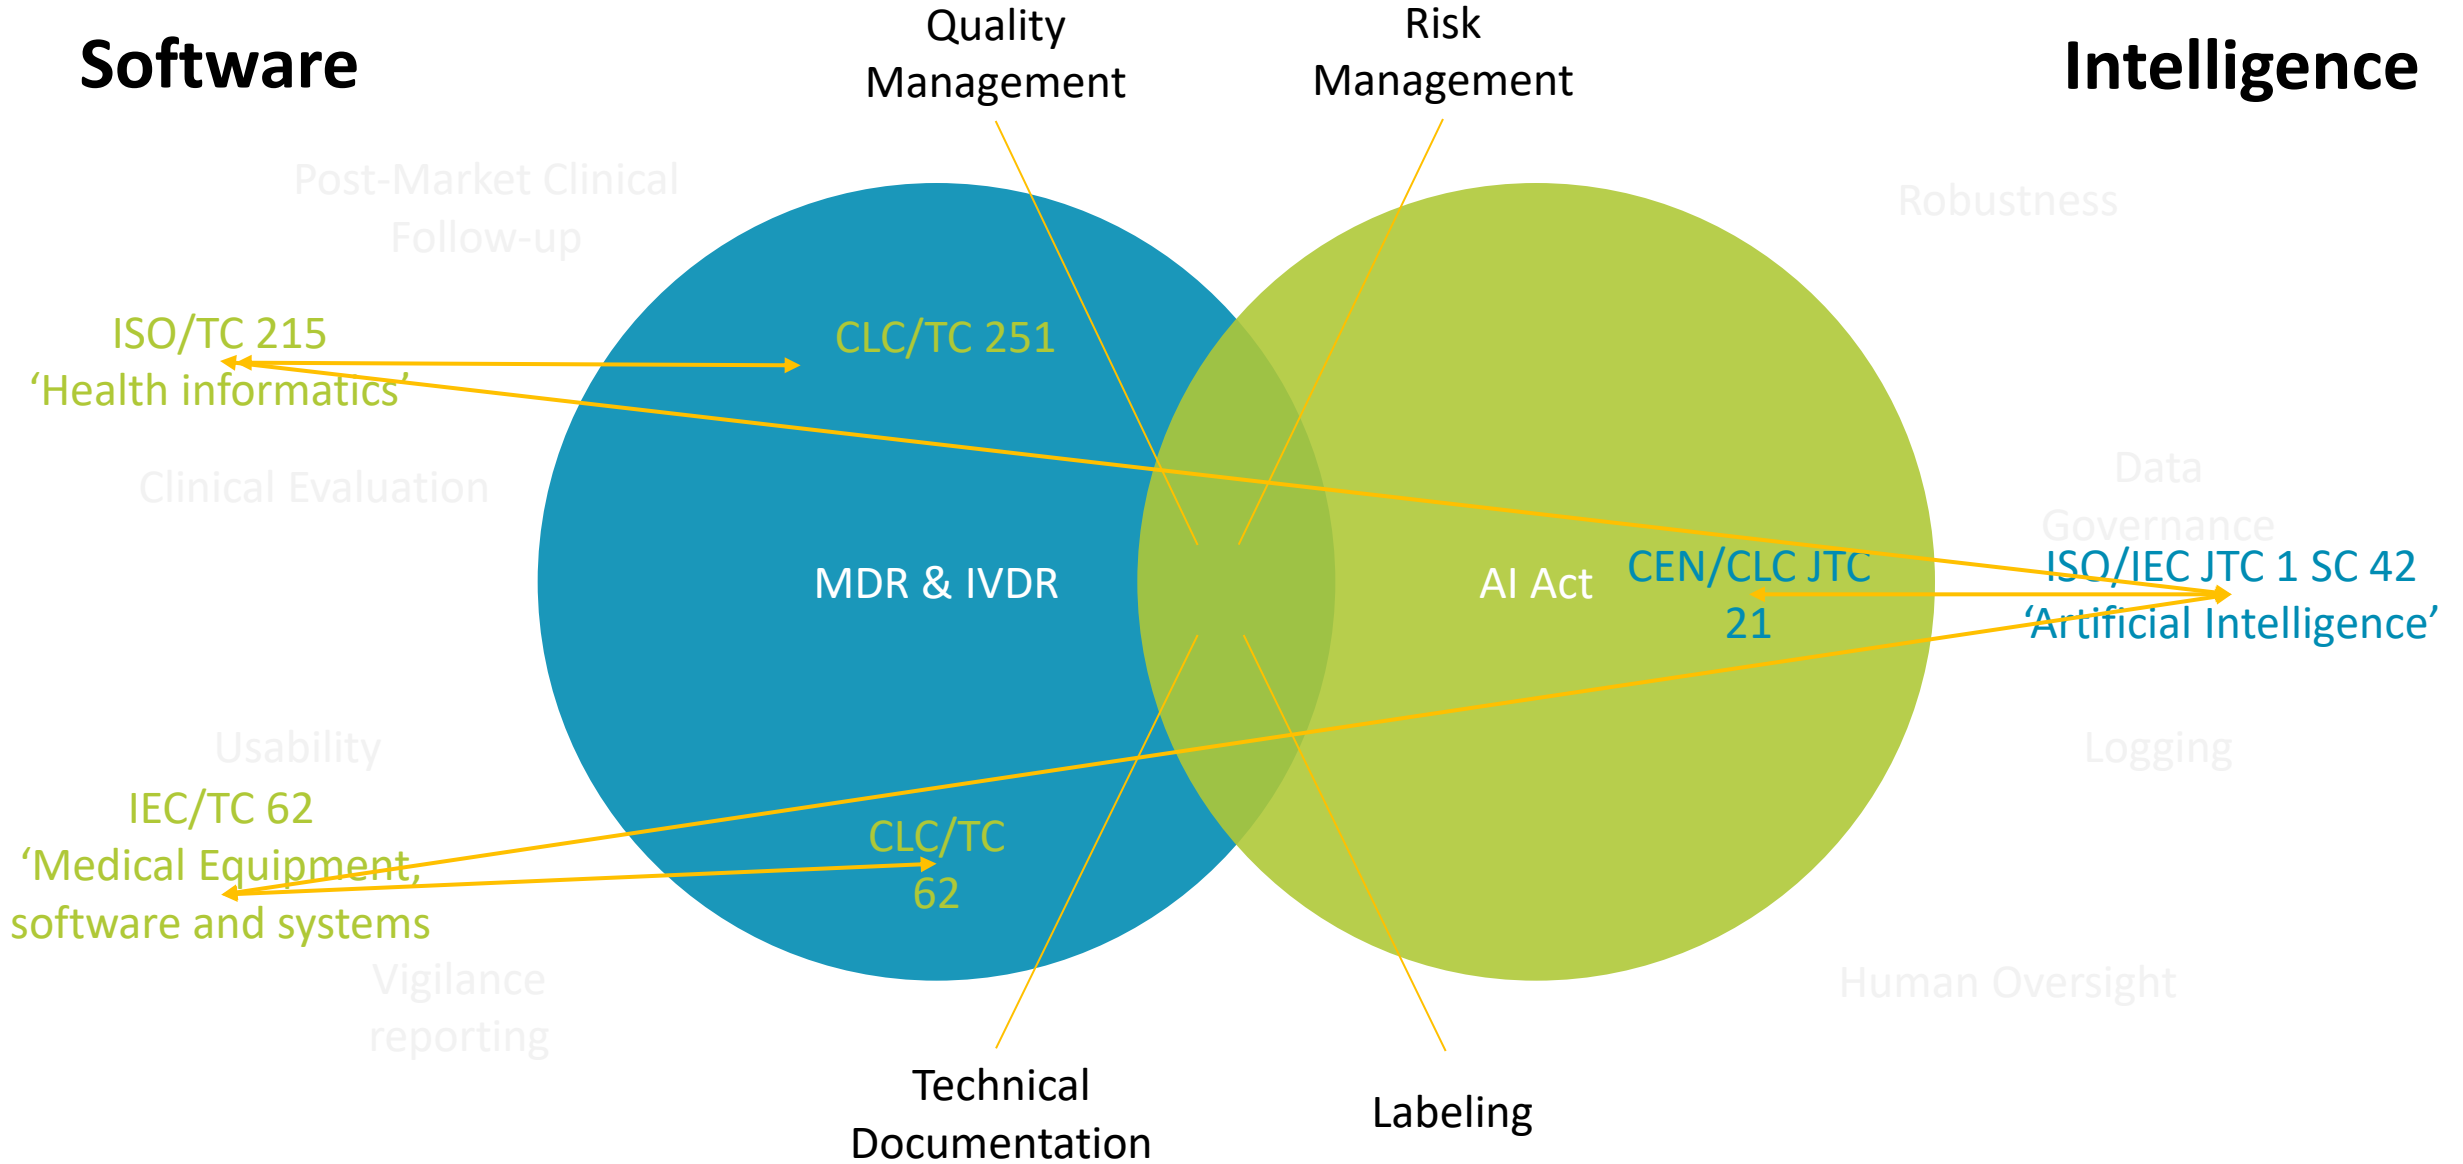 Software
Quality
Management
Risk
Management
Intelligence
Post-Market Clinical
Follow-up
Robustness
ISO/TC 215
‘Health informatics’
CLC/TC 251
Clinical Evaluation
Data
Governance
MDR & IVDR
AI Act
CEN/CLC JTC
21
ISO/IEC JTC 1 SC 42
‘Artificial Intelligence’
Usability
Logging
IEC/TC 62
‘Medical Equipment,
software and systems
CLC/TC
62
Vigilance
reporting
Human Oversight
Technical
Documentation
Labeling